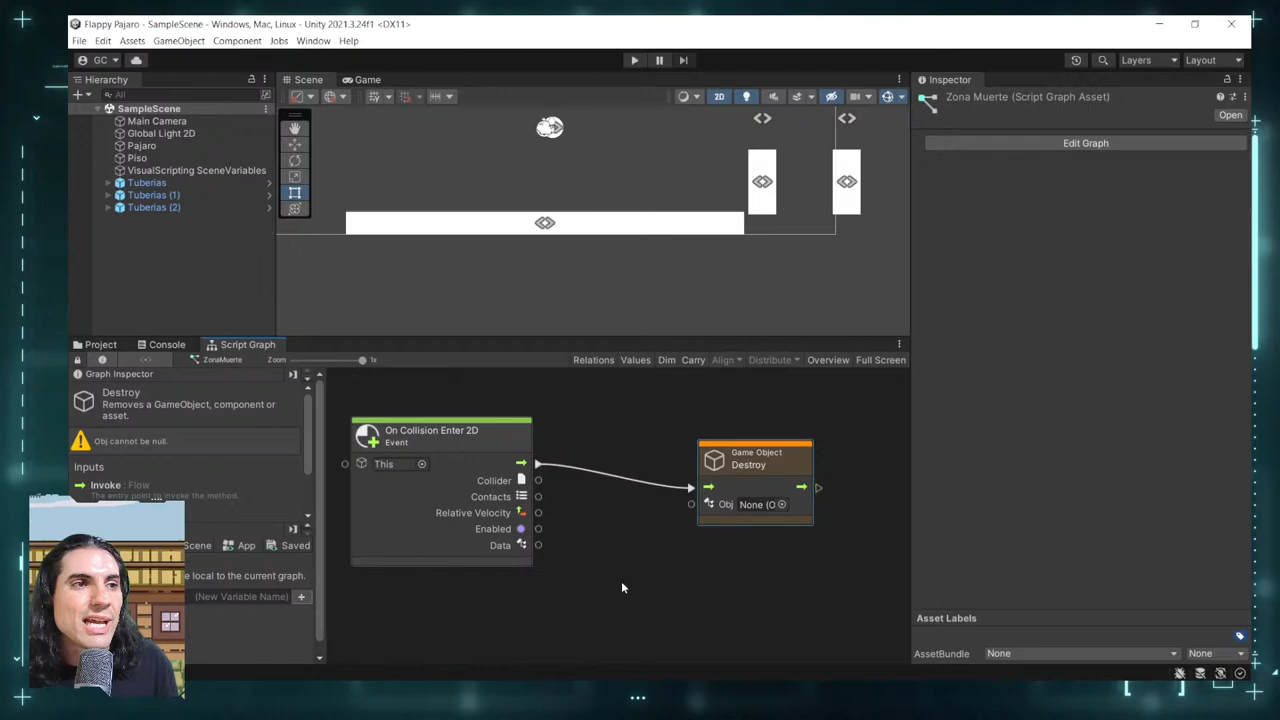 Flappy Pajaro - SampleScene - Windows, Mac, Linux - Unity 2021.3.24f1 <DX11>
File Edit Assets GameObject Component Jobs Window Help
GC
Layers
Layout
Hierarchy
All
SampleScene
Main Camera
Global Light 2D
Pajaro
Piso
VisualScripting SceneVariables
Tuberias
Tuberias (1)
Tuberias (2)
Scene Game
2D
Inspector
Zona Muerte (Script Graph Asset)
Open
Edit Graph
Project Console Script Graph
ZonaMuerte Zoom 1x
Relations Values Dim Carry Align Distribute Overview Full Screen
Graph Inspector
Destroy
Removes a GameObject, component or
asset.
Obj cannot be null.
Inputs
Invoke : Flow
The entry point to invoke the method.
Scene App Saved
e local to the current graph.
(New Variable Name)
On Collision Enter 2D
Event
This
Collider
Contacts
Relative Velocity
Enabled
Data
Game Object
Destroy
Obj None (O
Asset Labels
AssetBundle None None